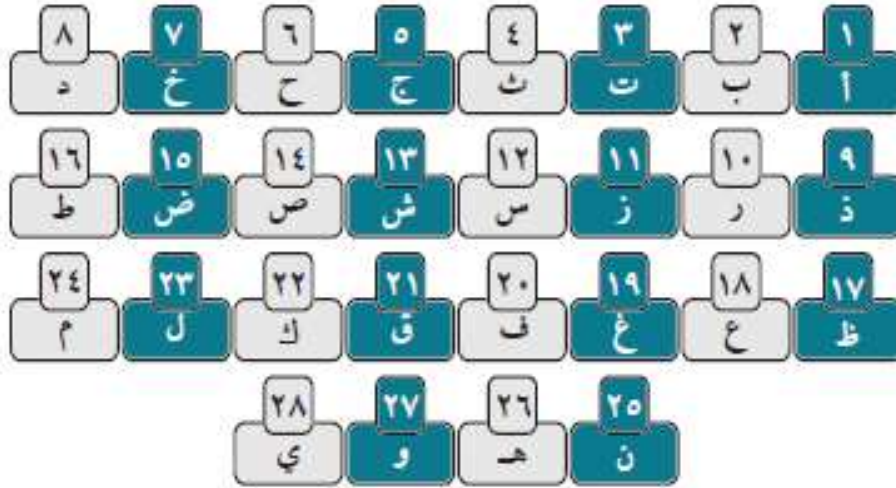 ١ ٢ ٣ ٤ ٥ ٦ ٧ ٨
أ ب ت ث ج ح خ د
٩ ١٠ ١١ ١٢ ١٣ ١٤ ١٥ ١٦
ذ ر ز س ش ص ض ط
١٧ ١٨ ١٩ ٢٠ ٢١ ٢٢ ٢٣ ٢٤
ظ ع غ ف ق ك ل م
٢٥ ٢٦ ٢٧ ٢٨
ن هـ و ي